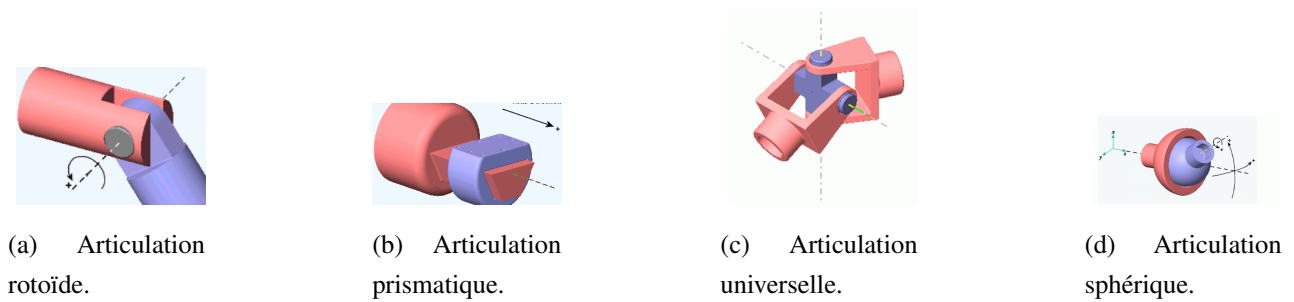 (a) Articulation
rotoïde.
(b) Articulation
prismatique.
(c) Articulation
universelle.
(d) Articulation
sphérique.